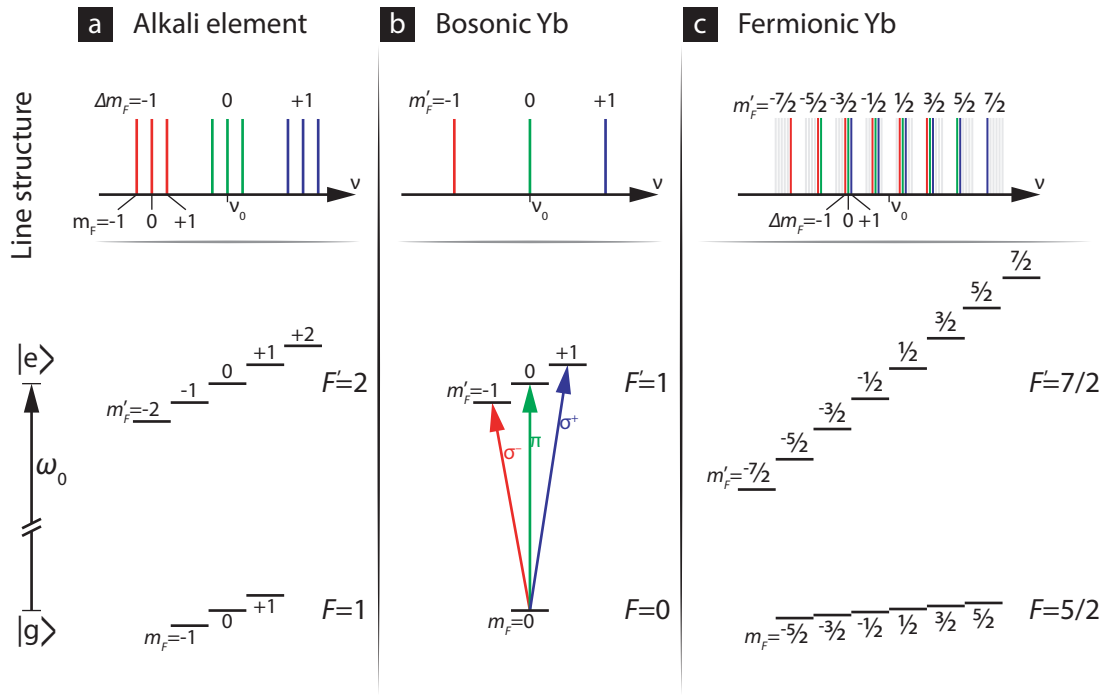 a Alkali element
b Bosonic Yb
c Fermionic Yb
Line structure
Δm_F=-1 0 +1
ν
m_F=-1 0 +1
ν₀
m′_F=-1 0 +1
ν
ν₀
m′_F=-7/2 -5/2 -3/2 -1/2 1/2 3/2 5/2 7/2
ν
Δm_F=-1 0 +1
ν₀
|e⟩
ω₀
|g⟩
m′_F=-2 -1 0 +1 +2
F′=2
m_F=-1 0 +1
F=1
m′_F=-1 0 +1
F′=1
σ⁻ π σ⁺
m_F=0
F=0
m′_F=-7/2 -5/2 -3/2 -1/2 1/2 3/2 5/2 7/2
F′=7/2
m_F=-5/2 -3/2 -1/2 1/2 3/2 5/2
F=5/2